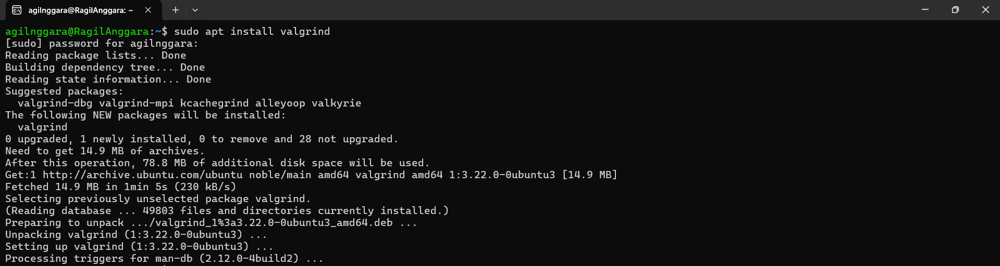 agilnggara@RagilAnggara: ~
agilnggara@RagilAnggara:~$ sudo apt install valgrind
[sudo] password for agilnggara:
Reading package lists... Done
Building dependency tree... Done
Reading state information... Done
Suggested packages:
  valgrind-dbg valgrind-mpi kcachegrind alleyoop valkyrie
The following NEW packages will be installed:
  valgrind
0 upgraded, 1 newly installed, 0 to remove and 28 not upgraded.
Need to get 14.9 MB of archives.
After this operation, 78.8 MB of additional disk space will be used.
Get:1 http://archive.ubuntu.com/ubuntu noble/main amd64 valgrind amd64 1:3.22.0-0ubuntu3 [14.9 MB]
Fetched 14.9 MB in 1min 5s (230 kB/s)
Selecting previously unselected package valgrind.
(Reading database ... 49803 files and directories currently installed.)
Preparing to unpack .../valgrind_1%3a3.22.0-0ubuntu3_amd64.deb ...
Unpacking valgrind (1:3.22.0-0ubuntu3) ...
Setting up valgrind (1:3.22.0-0ubuntu3) ...
Processing triggers for man-db (2.12.0-4build2) ...